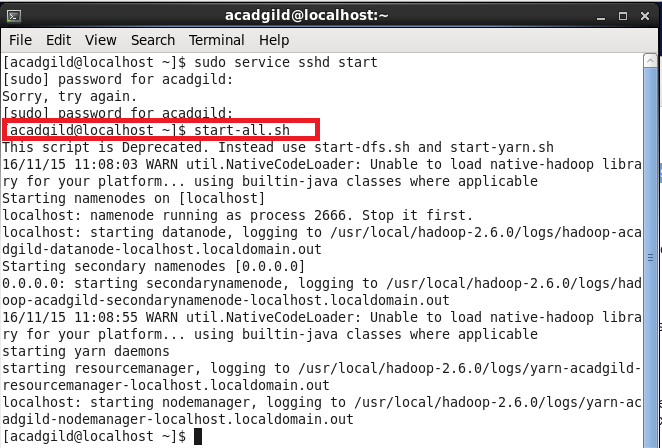 acadgild@localhost:~
File Edit View Search Terminal Help
[acadgild@localhost ~]$ sudo service sshd start
[sudo] password for acadgild:
Sorry, try again.
[sudo] password for acadgild:
[acadgild@localhost ~]$ start-all.sh
This script is Deprecated. Instead use start-dfs.sh and start-yarn.sh
16/11/15 11:08:03 WARN util.NativeCodeLoader: Unable to load native-hadoop libra
ry for your platform... using builtin-java classes where applicable
Starting namenodes on [localhost]
localhost: namenode running as process 2666. Stop it first.
localhost: starting datanode, logging to /usr/local/hadoop-2.6.0/logs/hadoop-aca
dgild-datanode-localhost.localdomain.out
Starting secondary namenodes [0.0.0.0]
0.0.0.0: starting secondarynamenode, logging to /usr/local/hadoop-2.6.0/logs/had
oop-acadgild-secondarynamenode-localhost.localdomain.out
16/11/15 11:08:55 WARN util.NativeCodeLoader: Unable to load native-hadoop libra
ry for your platform... using builtin-java classes where applicable
starting yarn daemons
starting resourcemanager, logging to /usr/local/hadoop-2.6.0/logs/yarn-acadgild-
resourcemanager-localhost.localdomain.out
localhost: starting nodemanager, logging to /usr/local/hadoop-2.6.0/logs/yarn-ac
adgild-nodemanager-localhost.localdomain.out
[acadgild@localhost ~]$